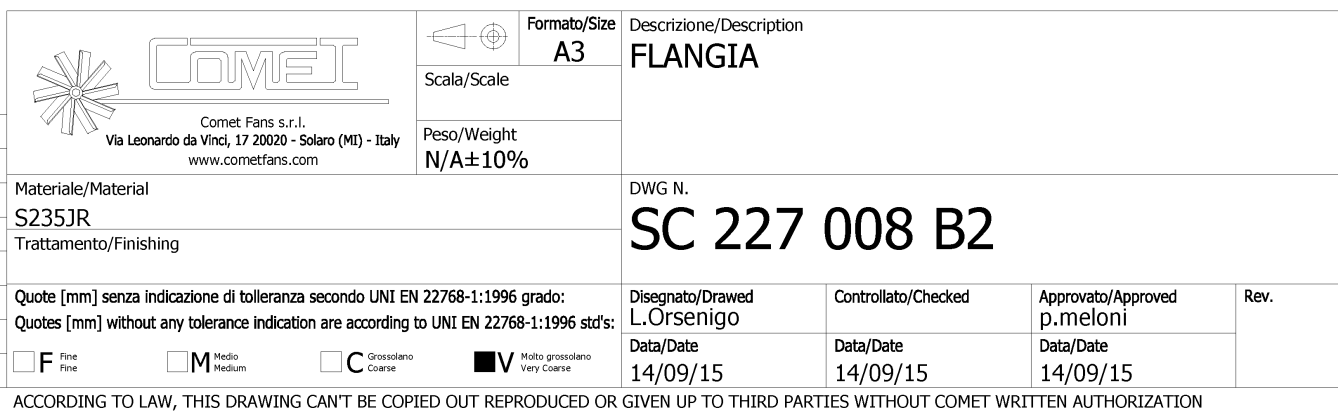 COMET
Comet Fans s.r.l.
Via Leonardo da Vinci, 17 20020 - Solaro (MI) - Italy
www.cometfans.com
Formato/Size
A3
Scala/Scale
Peso/Weight
N/A±10%
Descrizione/Description
FLANGIA
Materiale/Material
S235JR
Trattamento/Finishing
DWG N.
SC 227 008 B2
Quote [mm] senza indicazione di tolleranza secondo UNI EN 22768-1:1996 grado:
Quotes [mm] without any tolerance indication are according to UNI EN 22768-1:1996 std's:
F Fine
Fine
M Medio
Medium
C Grossolano
Coarse
V Molto grossolano
Very Coarse
Disegnato/Drawed
L.Orsenigo
Data/Date
14/09/15
Controllato/Checked
Data/Date
14/09/15
Approvato/Approved
p.meloni
Data/Date
14/09/15
Rev.
ACCORDING TO LAW, THIS DRAWING CAN'T BE COPIED OUT REPRODUCED OR GIVEN UP TO THIRD PARTIES WITHOUT COMET WRITTEN AUTHORIZATION